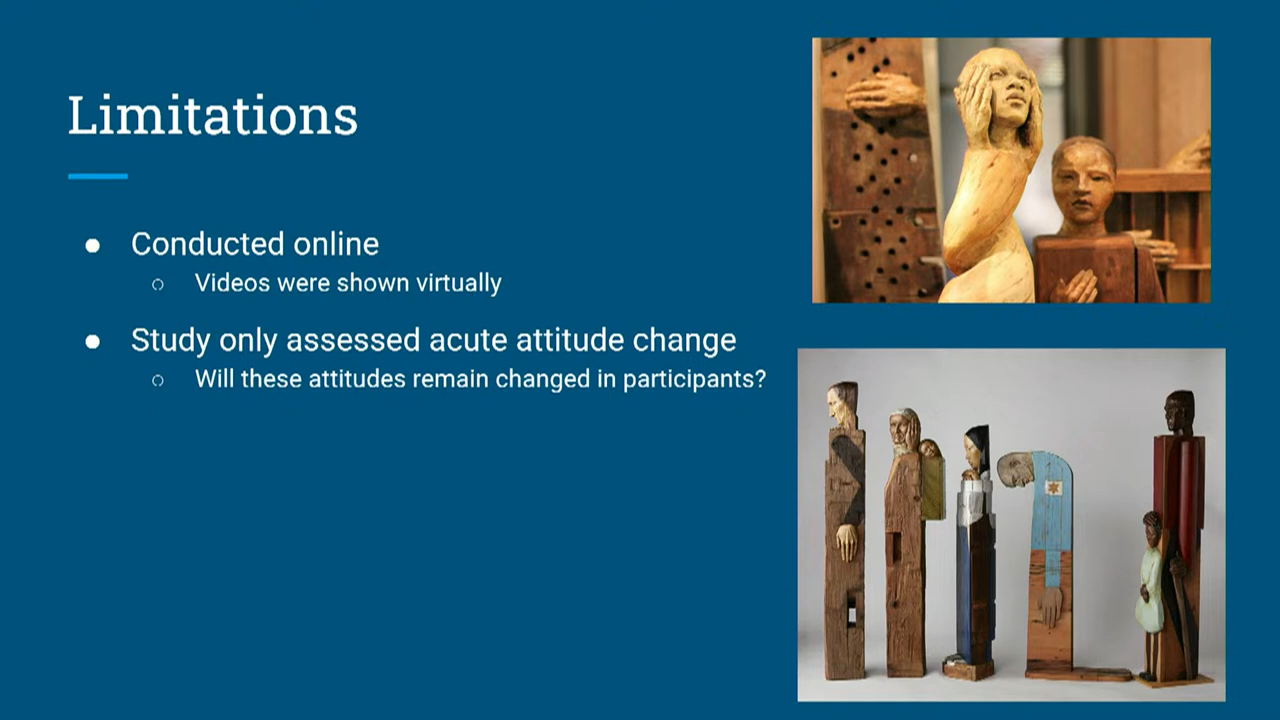 Limitations
● Conducted online
○ Videos were shown virtually
● Study only assessed acute attitude change
○ Will these attitudes remain changed in participants?